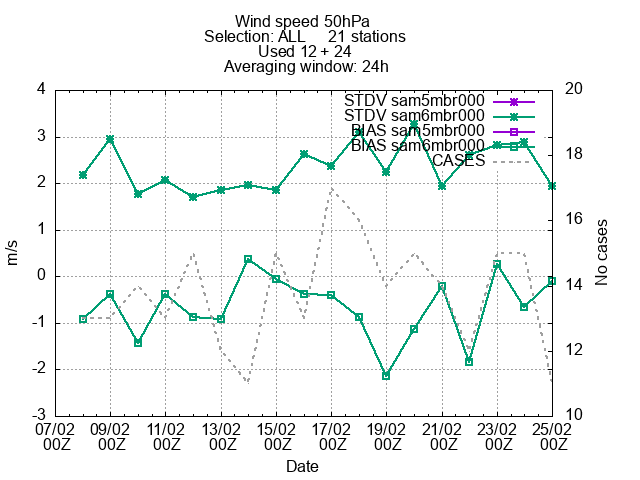 Wind speed 50hPa
Selection: ALL 21 stations
Used 12 + 24
Averaging window: 24h
4
3
2
1
0
-1
-2
-3
m/s
20
18
16
14
12
10
No cases
STDV sam5mbr000
STDV sam6mbr000
BIAS sam5mbr000
BIAS sam6mbr000
CASES
07/02 09/02 11/02 13/02 15/02 17/02 19/02 21/02 23/02 25/02
00Z 00Z 00Z 00Z 00Z 00Z 00Z 00Z 00Z 00Z
Date